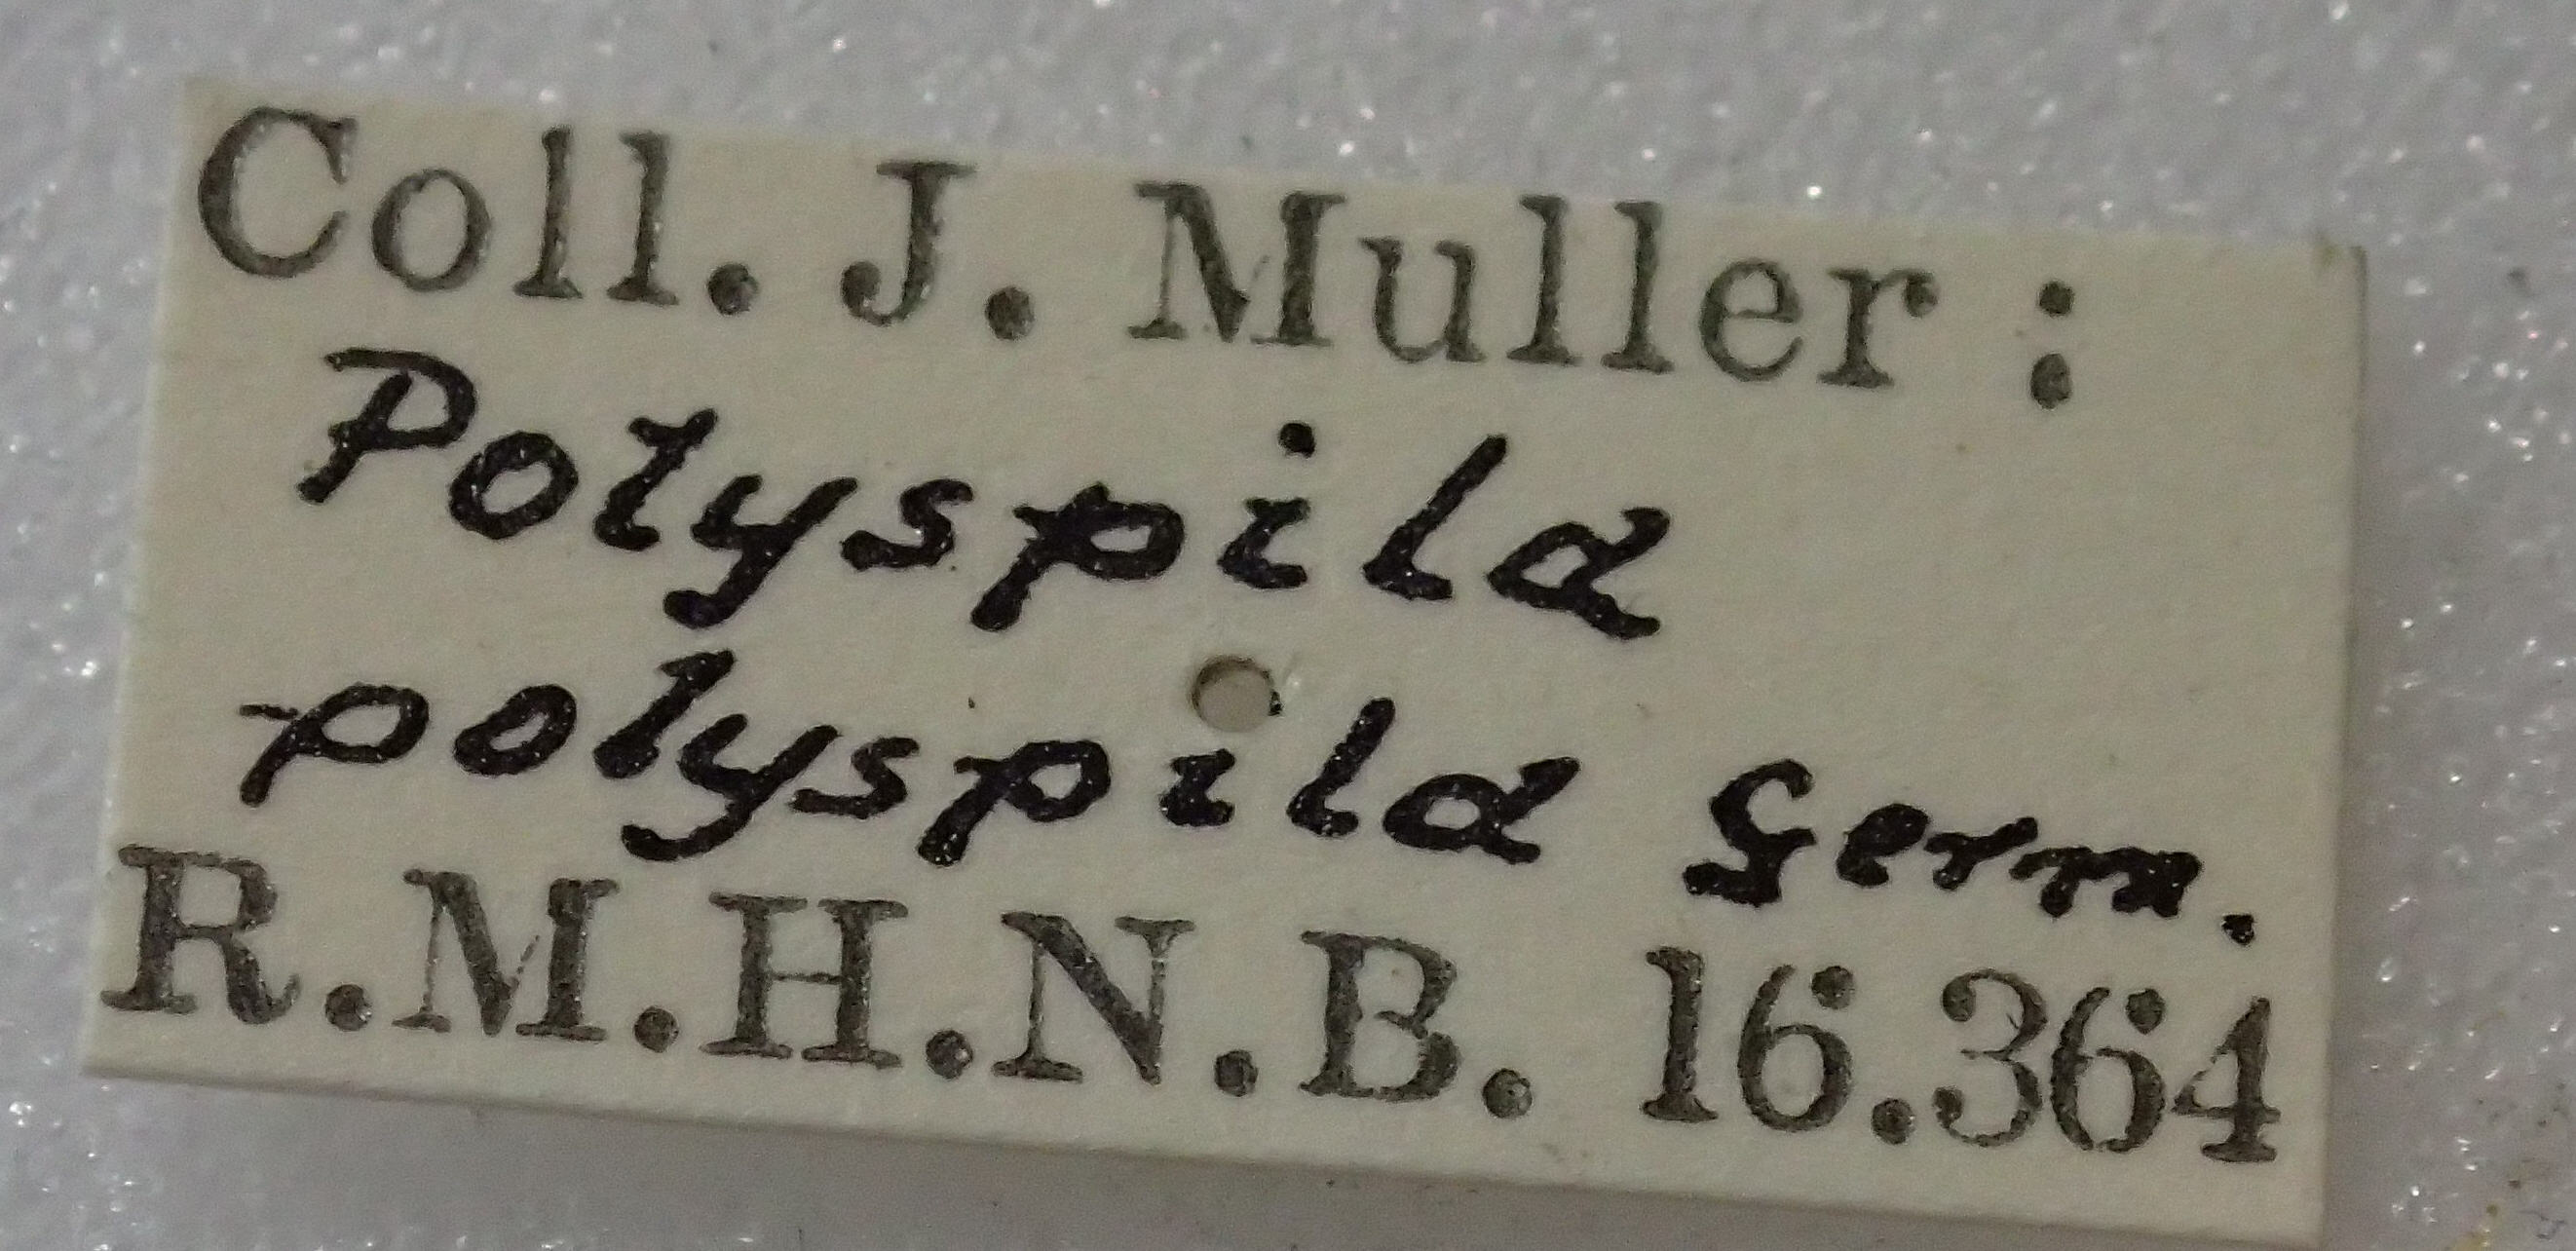 Coll. J. Muller :
Polyspila
polyspila Germ.
R.M.H.N.B. 16.364